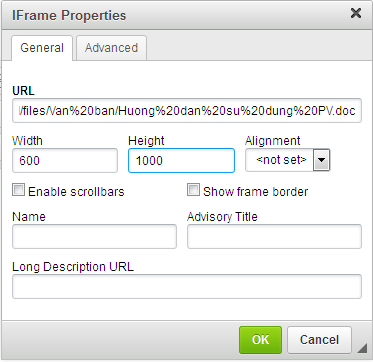 IFrame Properties
General Advanced
URL
/files/Van%20ban/Huong%20dan%20su%20dung%20PV.doc
Width Height Alignment
600 1000 <not set>
Enable scrollbars Show frame border
Name Advisory Title
Long Description URL
OK Cancel